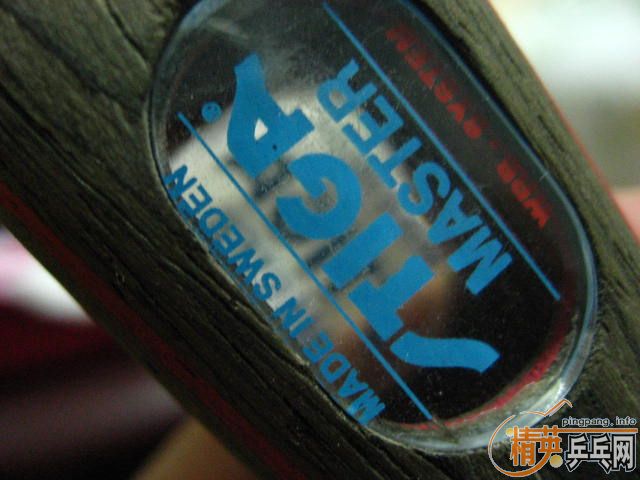 WRB - SYSTEM
MASTER
STIGA®
MADE IN SWEDEN
pingpang.info
精英乒乓网